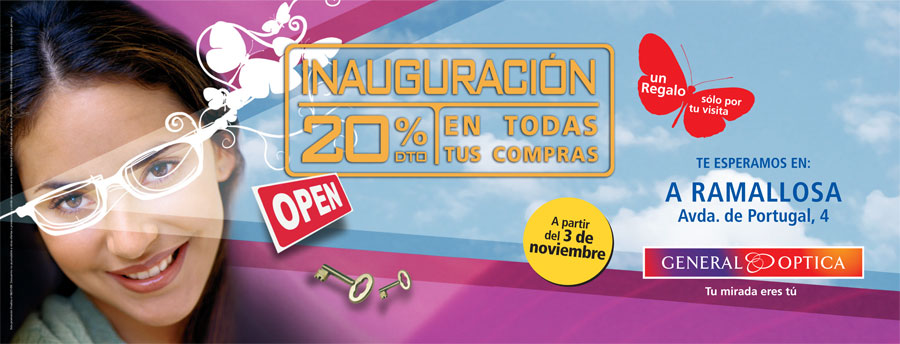 INAUGURACIÓN
20% DTO
EN TODAS
TUS COMPRAS
un
Regalo
sólo por
tu visita
OPEN
A partir
del 3 de
noviembre
TE ESPERAMOS EN:
A RAMALLOSA
Avda. de Portugal, 4
GENERAL OPTICA
Tu mirada eres tú